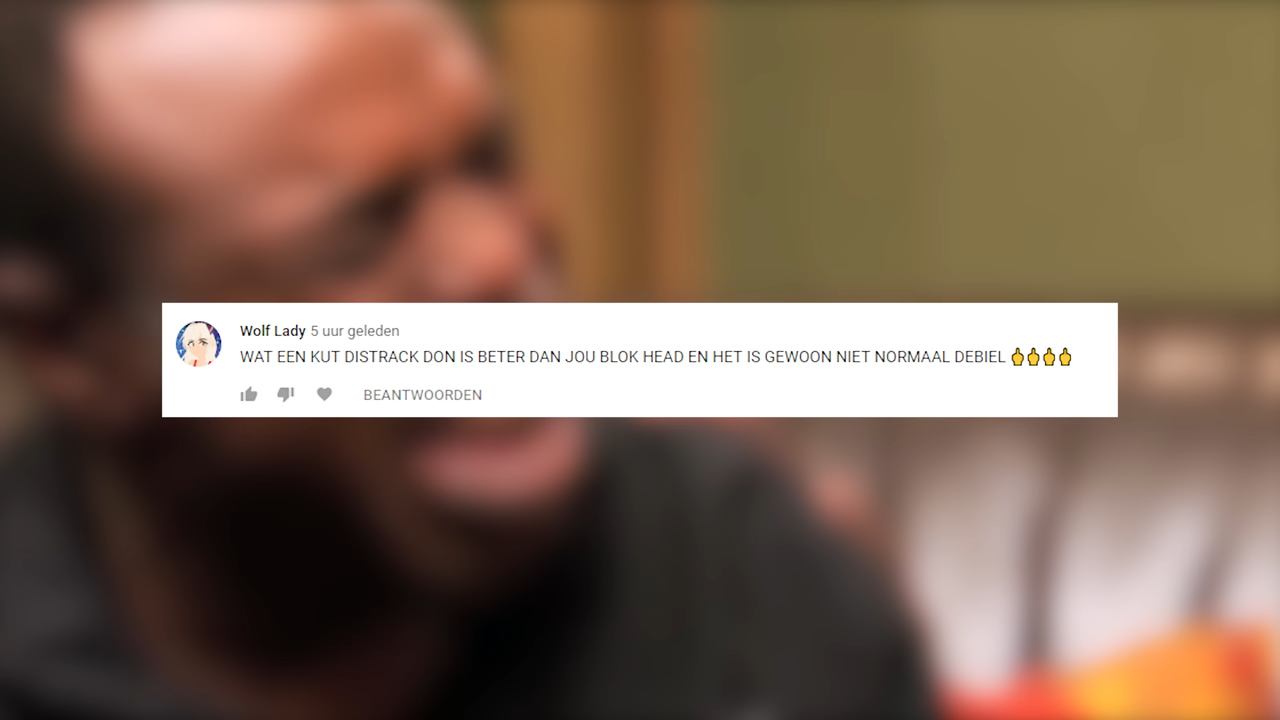 Wolf Lady 5 uur geleden
WAT EEN KUT DISTRACK DON IS BETER DAN JOU BLOK HEAD EN HET IS GEWOON NIET NORMAAL DEBIEL 🖕🖕🖕🖕
BEANTWOORDEN